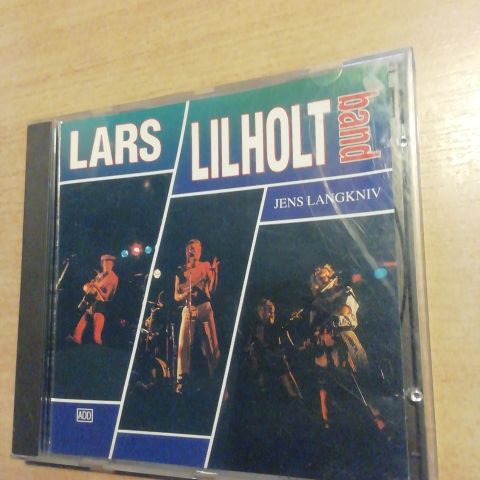 LARS
LILHOLT
band
JENS LANGKNIV
ADD